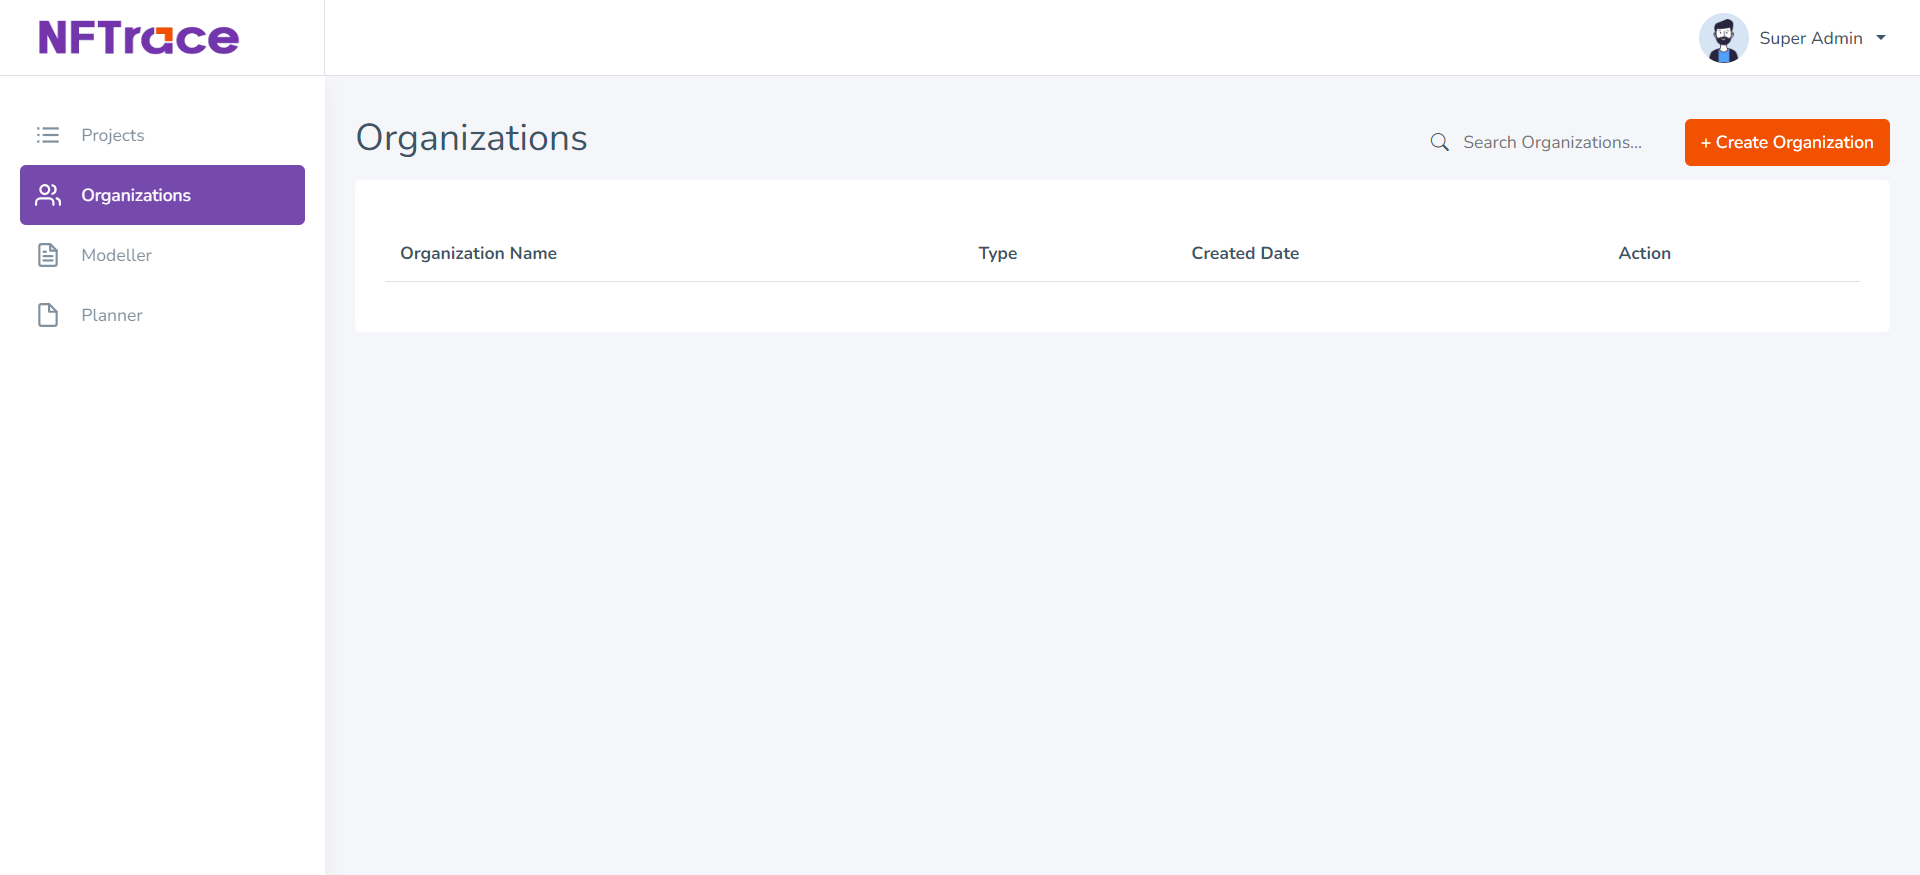 NFTrace
Super Admin
Projects
Organizations
Modeller
Planner
Organizations
Search Organizations...
+ Create Organization
Organization Name Type Created Date Action